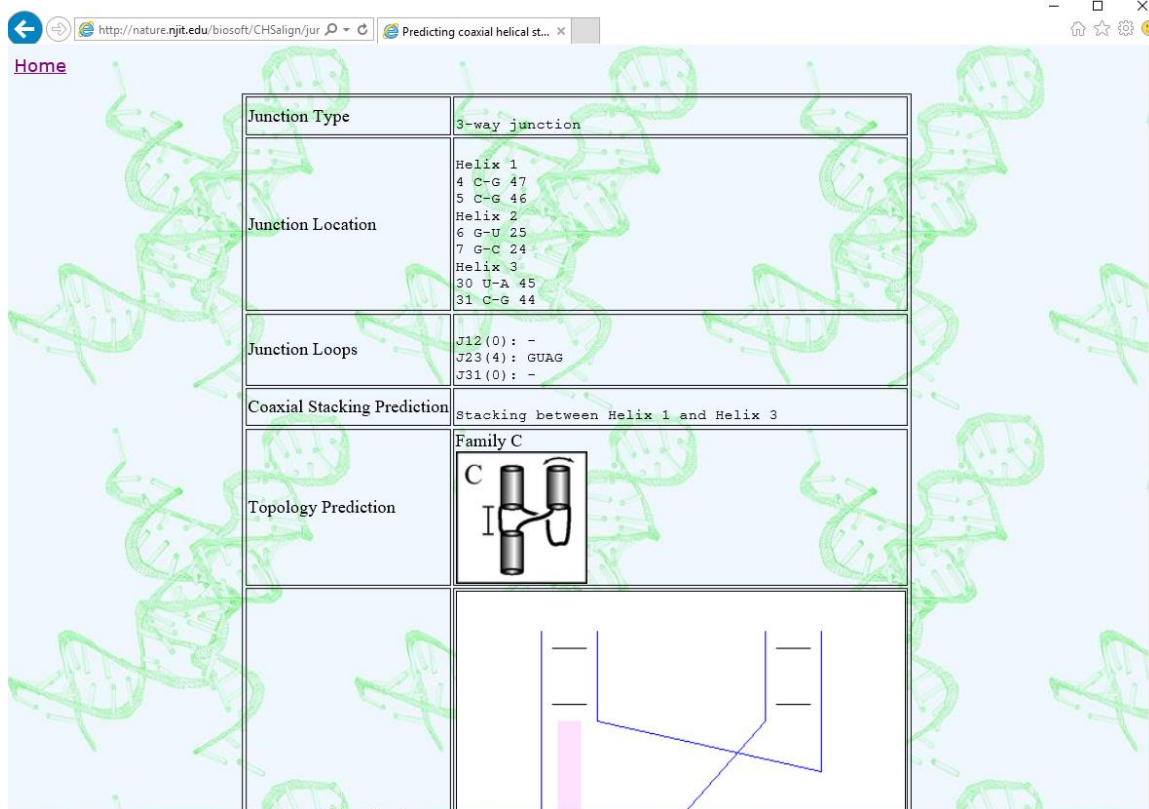 http://nature.njit.edu/biosoft/CHSalign/jur
Predicting coaxial helical st...
Home
Junction Type
3-way junction
Junction Location
Helix 1
4 C-G 47
5 C-G 46
Helix 2
6 G-U 25
7 G-C 24
Helix 3
30 U-A 45
31 C-G 44
Junction Loops
J12(0): -
J23(4): GUAG
J31(0): -
Coaxial Stacking Prediction
Stacking between Helix 1 and Helix 3
Topology Prediction
Family C
C